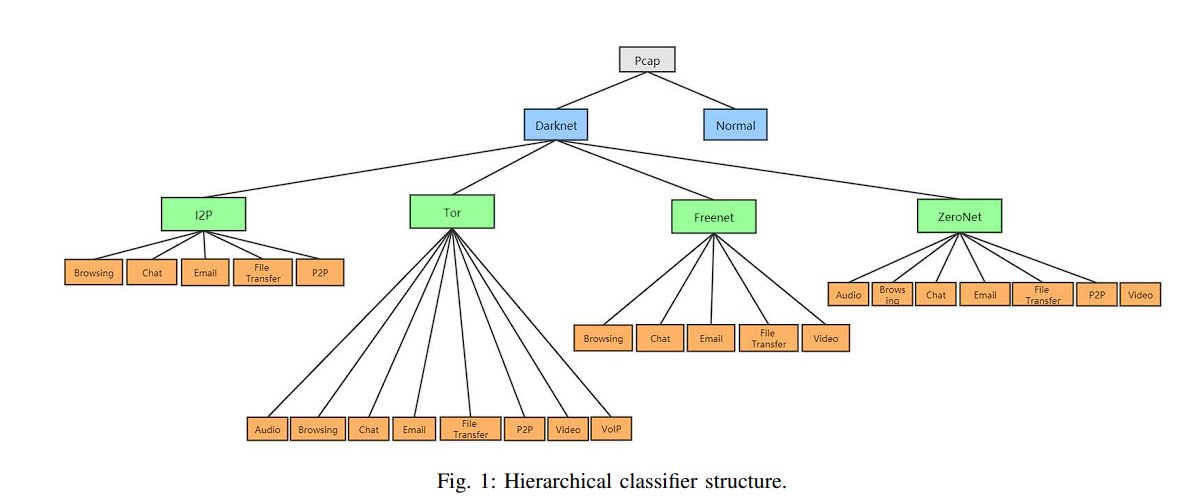 Pcap
Darknet
Normal
I2P
Tor
Freenet
ZeroNet
Browsing
Chat
Email
File
Transfer
P2P
Audio
Brows
ing
Chat
Email
File
Transfer
P2P
Video
Browsing
Chat
Email
File
Transfer
Video
Audio
Browsing
Chat
Email
File
Transfer
P2P
Video
VoIP
Fig. 1: Hierarchical classifier structure.